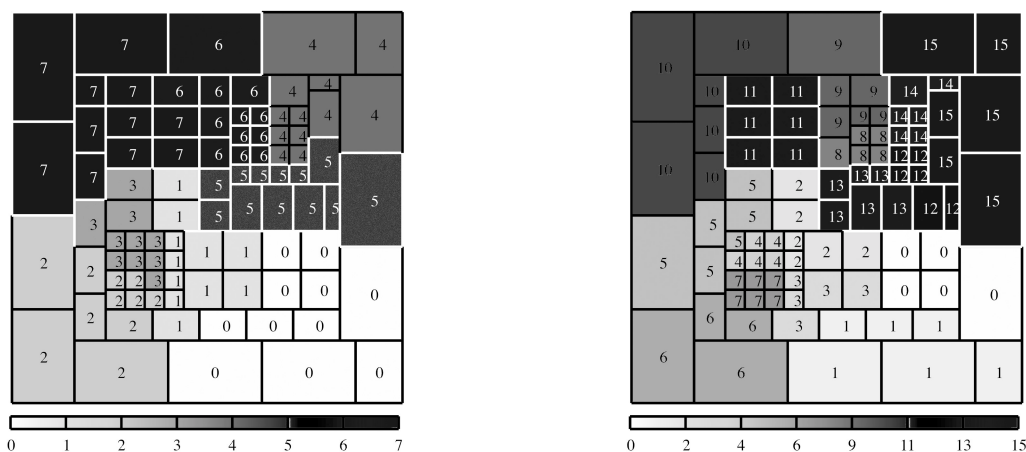 7 6 4 4
10 9 15 15
7
10
7 7 6 6 6 4 4
10 11 11 9 9 14 14
7 7 7 6 6 6 4 4 4 4
10 11 11 9 9 9 14 14 15 15
6 6 4 4
8 8 14 14
7 7 7 6 6 6 4 4 5
10 11 11 8 8 8 12 12 15
7
10
3 1 5 5 5 5 5
5 2 13 13 13 12 12
5
15
3 3 1 5 5 5 5 5
5 5 2 13 13 13 12 12
3 3 3 1 1 1 0 0
5 4 4 2 2 2 0 0
2 2 3 3 3 1
5 5 4 4 4 2
2 2 3 1 1 1 0 0 0
7 7 7 3 3 3 0 0 0
2 2 2 1
7 7 7 3
2 2 1 0 0 0
6 6 3 1 1 1
2 2 0 0 0
6 6 1 1 1
0 1 2 3 4 5 6 7
0 2 4 6 9 11 13 15